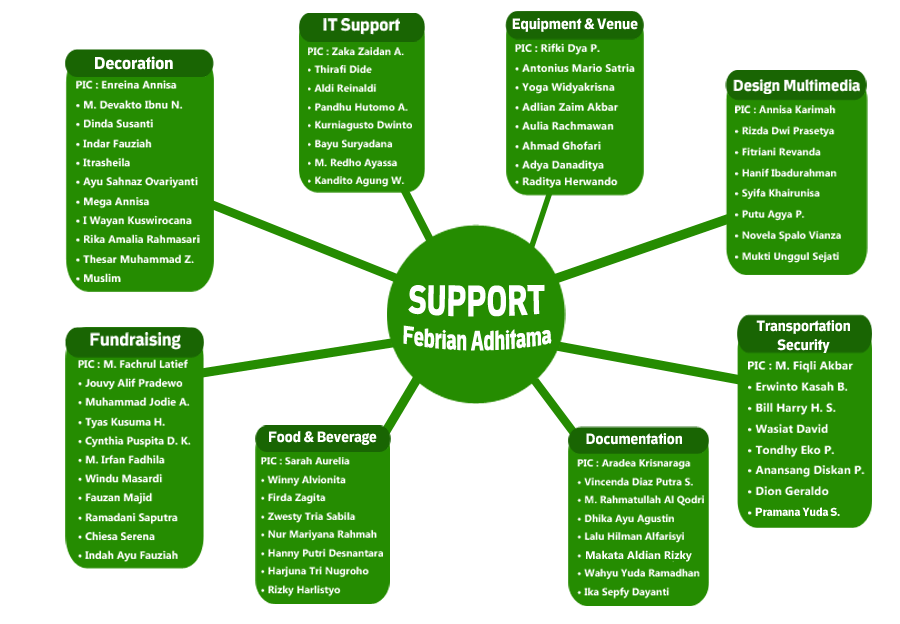 Decoration
PIC : Enreina Annisa
• M. Devakto Ibnu N.
• Dinda Susanti
• Indar Fauziah
• Itrasheila
• Ayu Sahnaz Ovariyanti
• Mega Annisa
• I Wayan Kuswirocana
• Rika Amalia Rahmasari
• Thesar Muhammad Z.
• Muslim
IT Support
PIC : Zaka Zaidan A.
• Thirafi Dide
• Aldi Reinaldi
• Pandhu Hutomo A.
• Kurniagusto Dwinto
• Bayu Suryadana
• M. Redho Ayassa
• Kandito Agung W.
Equipment & Venue
PIC : Rifki Dya P.
• Antonius Mario Satria
• Yoga Widyakrisna
• Adlian Zaim Akbar
• Aulia Rachmawan
• Ahmad Ghofari
• Adya Danaditya
• Raditya Herwando
Design Multimedia
PIC : Annisa Karimah
• Rizda Dwi Prasetya
• Fitriani Revanda
• Hanif Ibadurahman
• Syifa Khairunisa
• Putu Agya P.
• Novela Spalo Vianza
• Mukti Unggul Sejati
SUPPORT
Febrian Adhitama
Fundraising
PIC : M. Fachrul Latief
• Jouvy Alif Pradewo
• Muhammad Jodie A.
• Tyas Kusuma H.
• Cynthia Puspita D. K.
• M. Irfan Fadhila
• Windu Masardi
• Fauzan Majid
• Ramadani Saputra
• Chiesa Serena
• Indah Ayu Fauziah
Food & Beverage
PIC : Sarah Aurelia
• Winny Alvionita
• Firda Zagita
• Zwesty Tria Sabila
• Nur Mariyana Rahmah
• Hanny Putri Desnantara
• Harjuna Tri Nugroho
• Rizky Harlistyo
Documentation
PIC : Aradea Krisnaraga
• Vincenda Diaz Putra S.
• M. Rahmatullah Al Qodri
• Dhika Ayu Agustin
• Lalu Hilman Alfarisyi
• Makata Aldian Rizky
• Wahyu Yuda Ramadhan
• Ika Sepfy Dayanti
Transportation
Security
PIC : M. Fiqli Akbar
• Erwinto Kasah B.
• Bill Harry H. S.
• Wasiat David
• Tondhy Eko P.
• Anansang Diskan P.
• Dion Geraldo
• Pramana Yuda S.